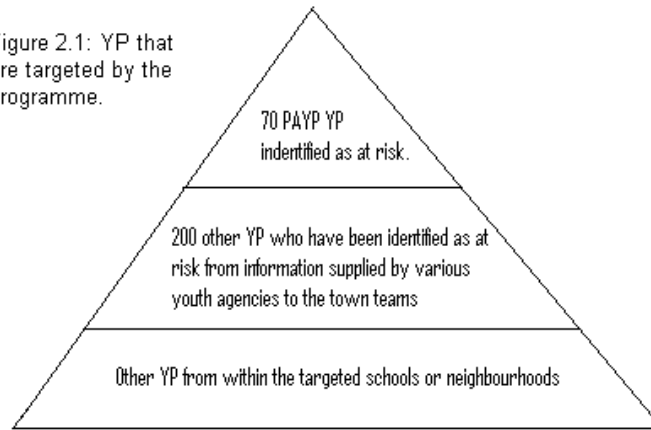 igure 2.1: YP that
re targeted by the
rogramme.
70 PAYP YP
indentified as at risk.
200 other YP who have been identified as at
risk from information supplied by various
youth agencies to the town teams
Other YP from within the targeted schools or neighbourhoods